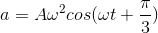 a = Aω²cos(ωt + π/3)